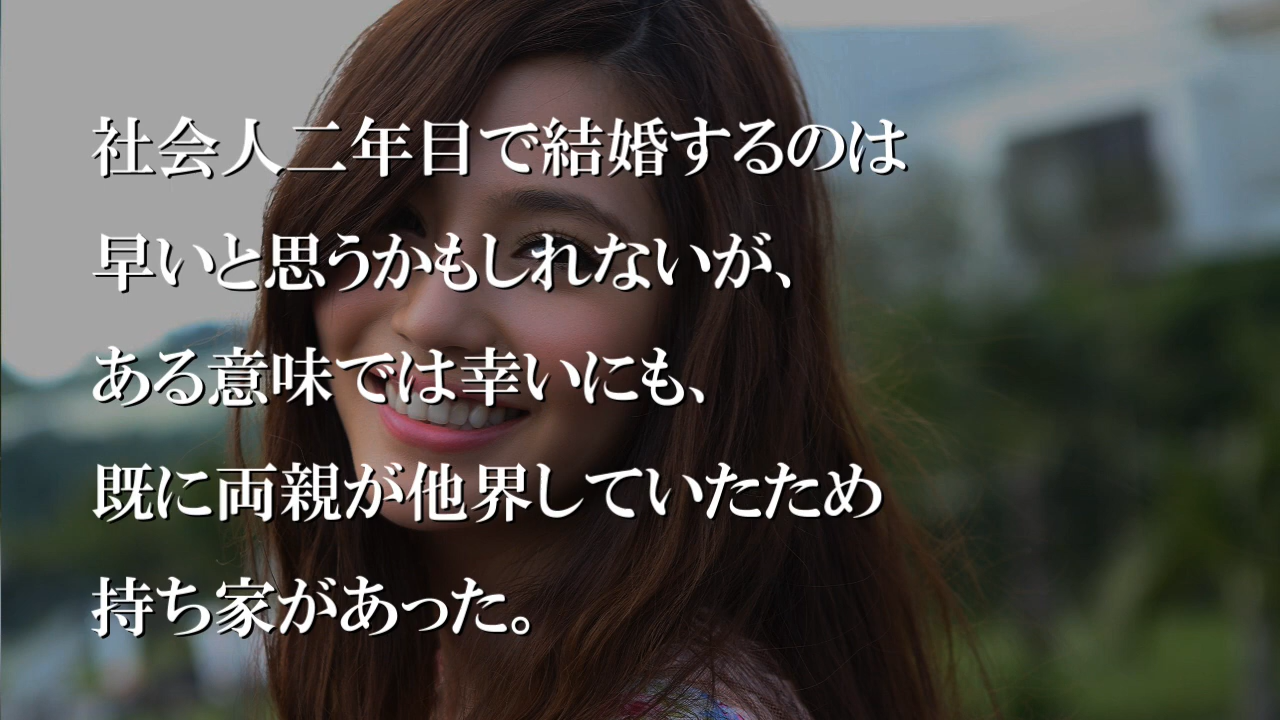 社会人二年目で結婚するのは
早いと思うかもしれないが、
ある意味では幸いにも、
既に両親が他界していたため
持ち家があった。